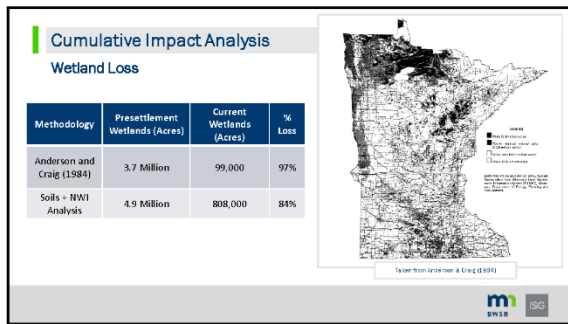 Cumulative Impact Analysis
Wetland Loss
Methodology
Presettlement
Wetlands (Acres)
Current
Wetlands
(Acres)
%
Loss
Anderson and
Craig (1984)
3.7 Million
99,000
97%
Soils + NWI
Analysis
4.9 Million
808,000
84%
LEGEND
Taken from Anderson & Craig (1984)
BWSR
ISG